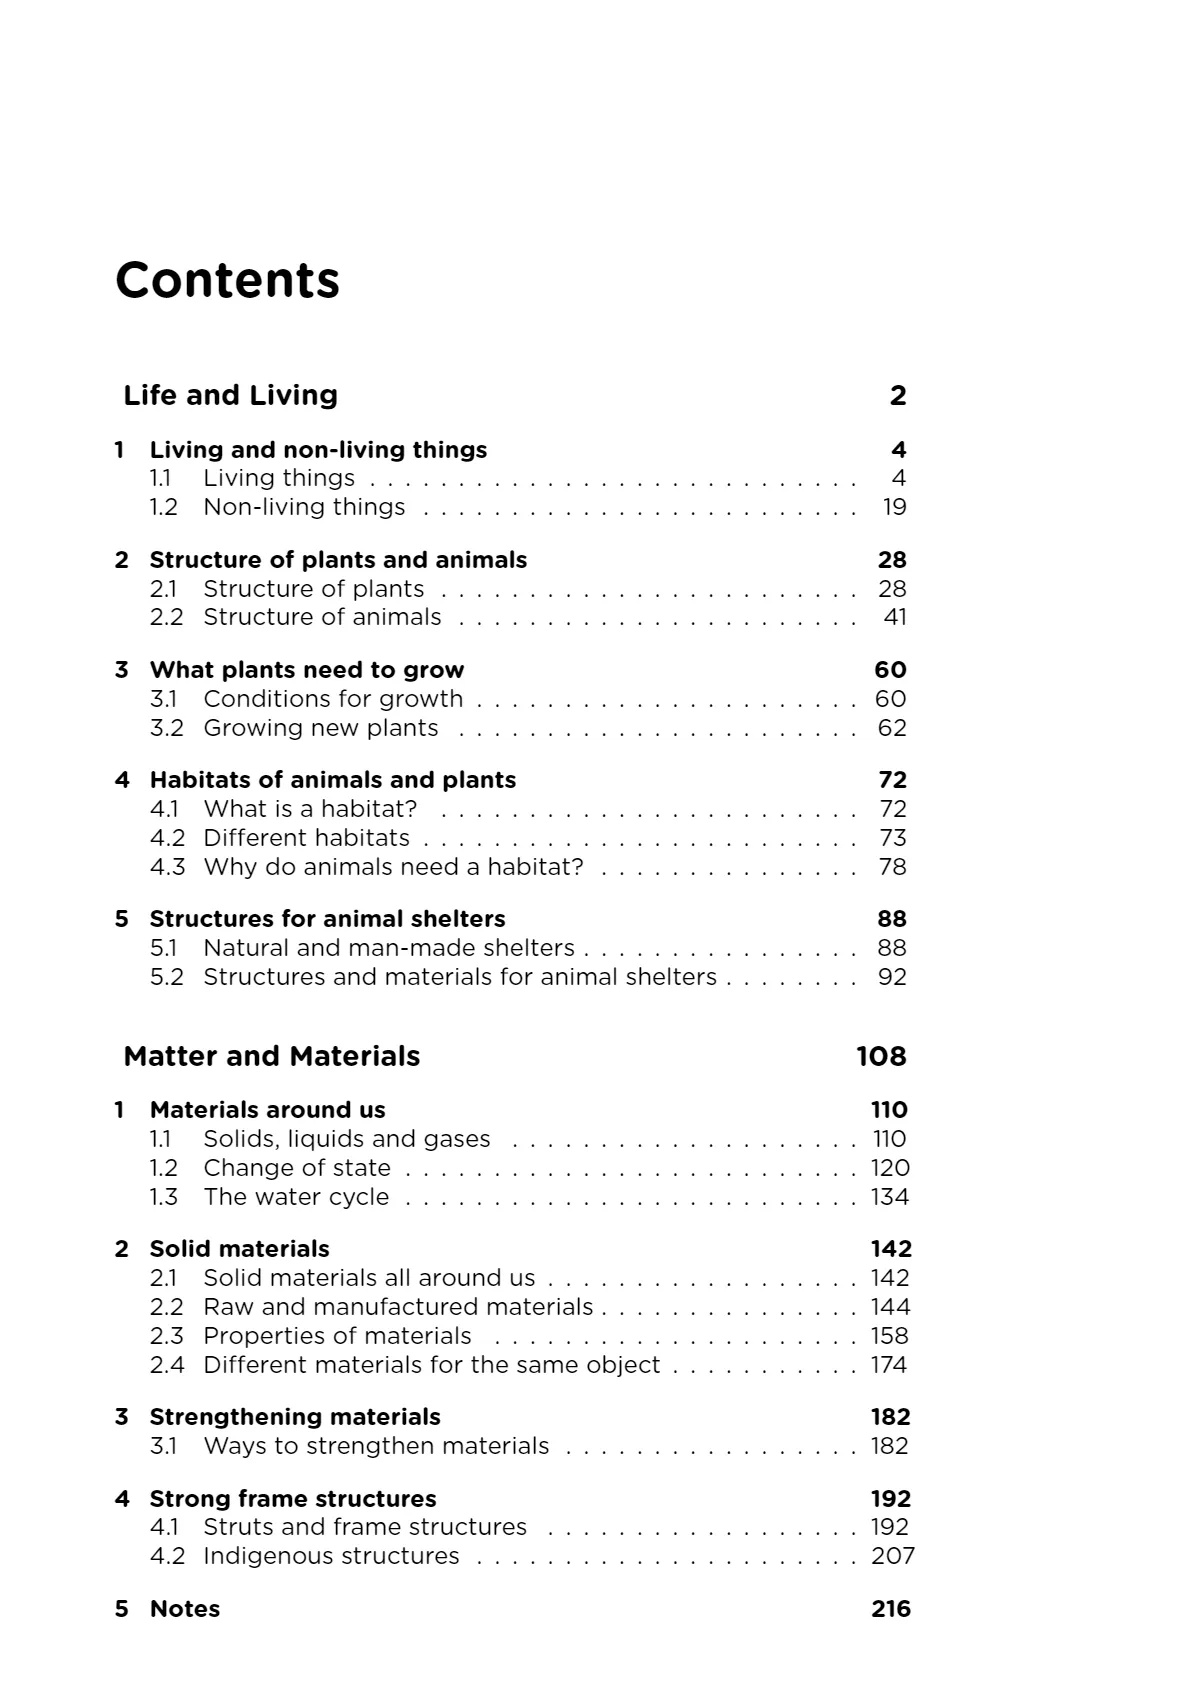 Contents
Life and Living 2
1 Living and non-living things 4
1.1 Living things . . . . . . . . . . . . . . . . . . . . . . . . . . . . 4
1.2 Non-living things . . . . . . . . . . . . . . . . . . . . . . . . . 19
2 Structure of plants and animals 28
2.1 Structure of plants . . . . . . . . . . . . . . . . . . . . . . . . 28
2.2 Structure of animals . . . . . . . . . . . . . . . . . . . . . . . 41
3 What plants need to grow 60
3.1 Conditions for growth . . . . . . . . . . . . . . . . . . . . . . 60
3.2 Growing new plants . . . . . . . . . . . . . . . . . . . . . . . 62
4 Habitats of animals and plants 72
4.1 What is a habitat? . . . . . . . . . . . . . . . . . . . . . . . . 72
4.2 Different habitats . . . . . . . . . . . . . . . . . . . . . . . . . 73
4.3 Why do animals need a habitat? . . . . . . . . . . . . . . . 78
5 Structures for animal shelters 88
5.1 Natural and man-made shelters . . . . . . . . . . . . . . . . 88
5.2 Structures and materials for animal shelters . . . . . . . . 92
Matter and Materials 108
1 Materials around us 110
1.1 Solids, liquids and gases . . . . . . . . . . . . . . . . . . . . 110
1.2 Change of state . . . . . . . . . . . . . . . . . . . . . . . . . . 120
1.3 The water cycle . . . . . . . . . . . . . . . . . . . . . . . . . . 134
2 Solid materials 142
2.1 Solid materials all around us . . . . . . . . . . . . . . . . . . 142
2.2 Raw and manufactured materials . . . . . . . . . . . . . . . 144
2.3 Properties of materials . . . . . . . . . . . . . . . . . . . . . 158
2.4 Different materials for the same object . . . . . . . . . . . 174
3 Strengthening materials 182
3.1 Ways to strengthen materials . . . . . . . . . . . . . . . . . 182
4 Strong frame structures 192
4.1 Struts and frame structures . . . . . . . . . . . . . . . . . . 192
4.2 Indigenous structures . . . . . . . . . . . . . . . . . . . . . . 207
5 Notes 216